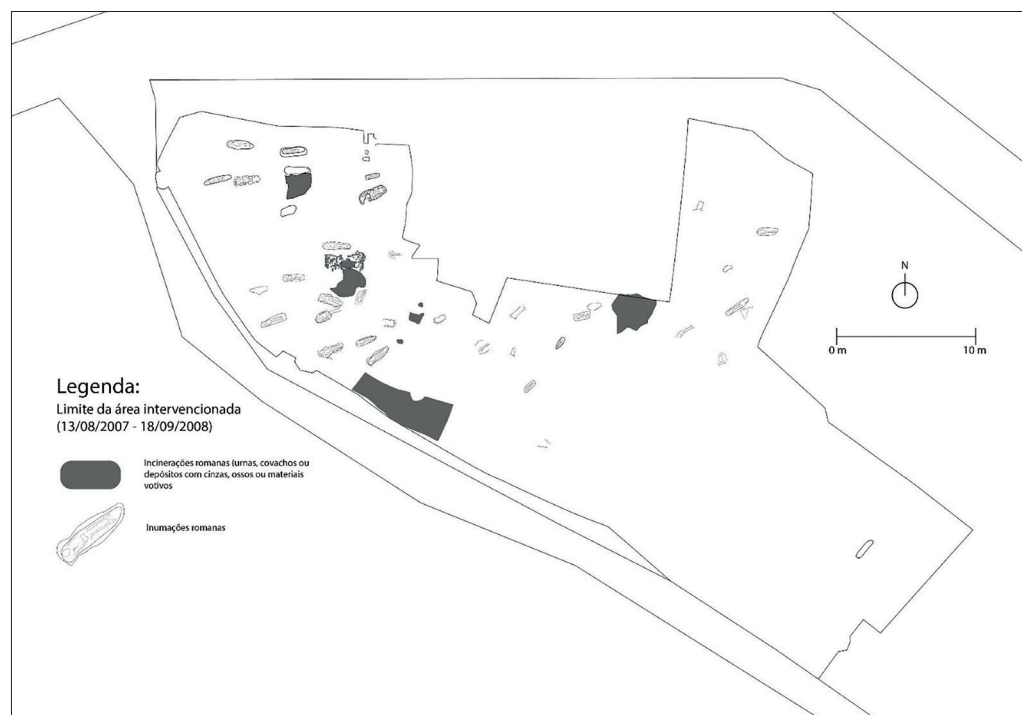 N
0 m
10 m
Legenda:
Limite da área intervencionada
(13/08/2007 - 18/09/2008)
Incinerações romanas (urnas, covachos ou
depósitos com cinzas, ossos ou materiais
votivos
Inumações romanas